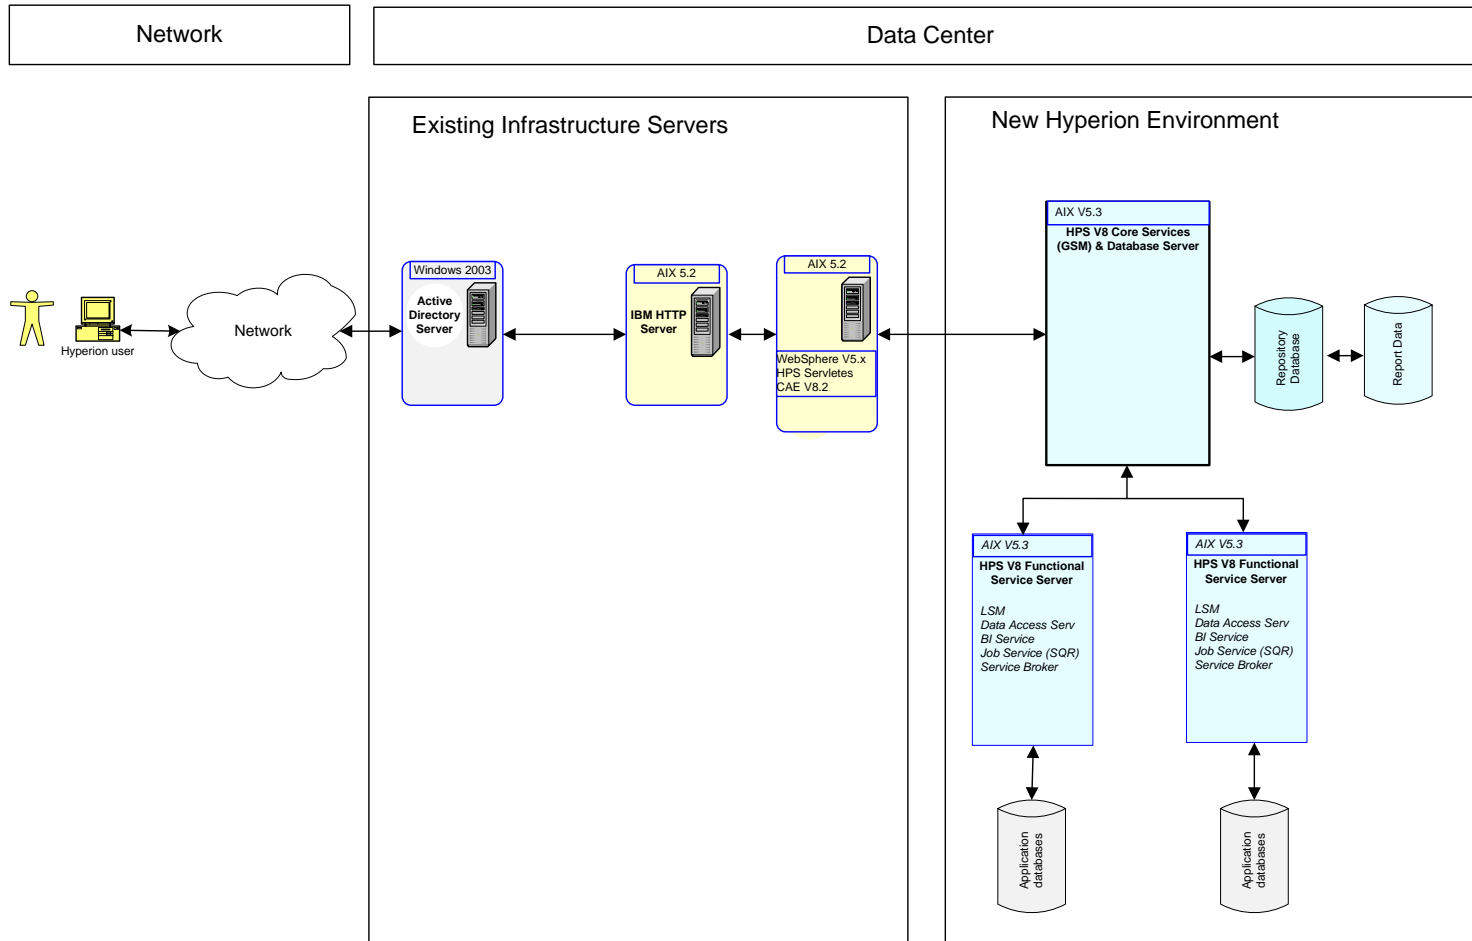 Network
Data Center
Existing Infrastructure Servers
New Hyperion Environment
Hyperion user
Network
Windows 2003
Active
Directory
Server
AIX 5.2
IBM HTTP
Server
AIX 5.2
WebSphere V5.x
HPS Servletes
CAE V8.2
AIX V5.3
HPS V8 Core Services
(GSM) & Database Server
Repository
Database
Report Data
AIX V5.3
HPS V8 Functional
Service Server
LSM
Data Access Serv
BI Service
Job Service (SQR)
Service Broker
AIX V5.3
HPS V8 Functional
Service Server
LSM
Data Access Serv
BI Service
Job Service (SQR)
Service Broker
Application
databases
Application
databases